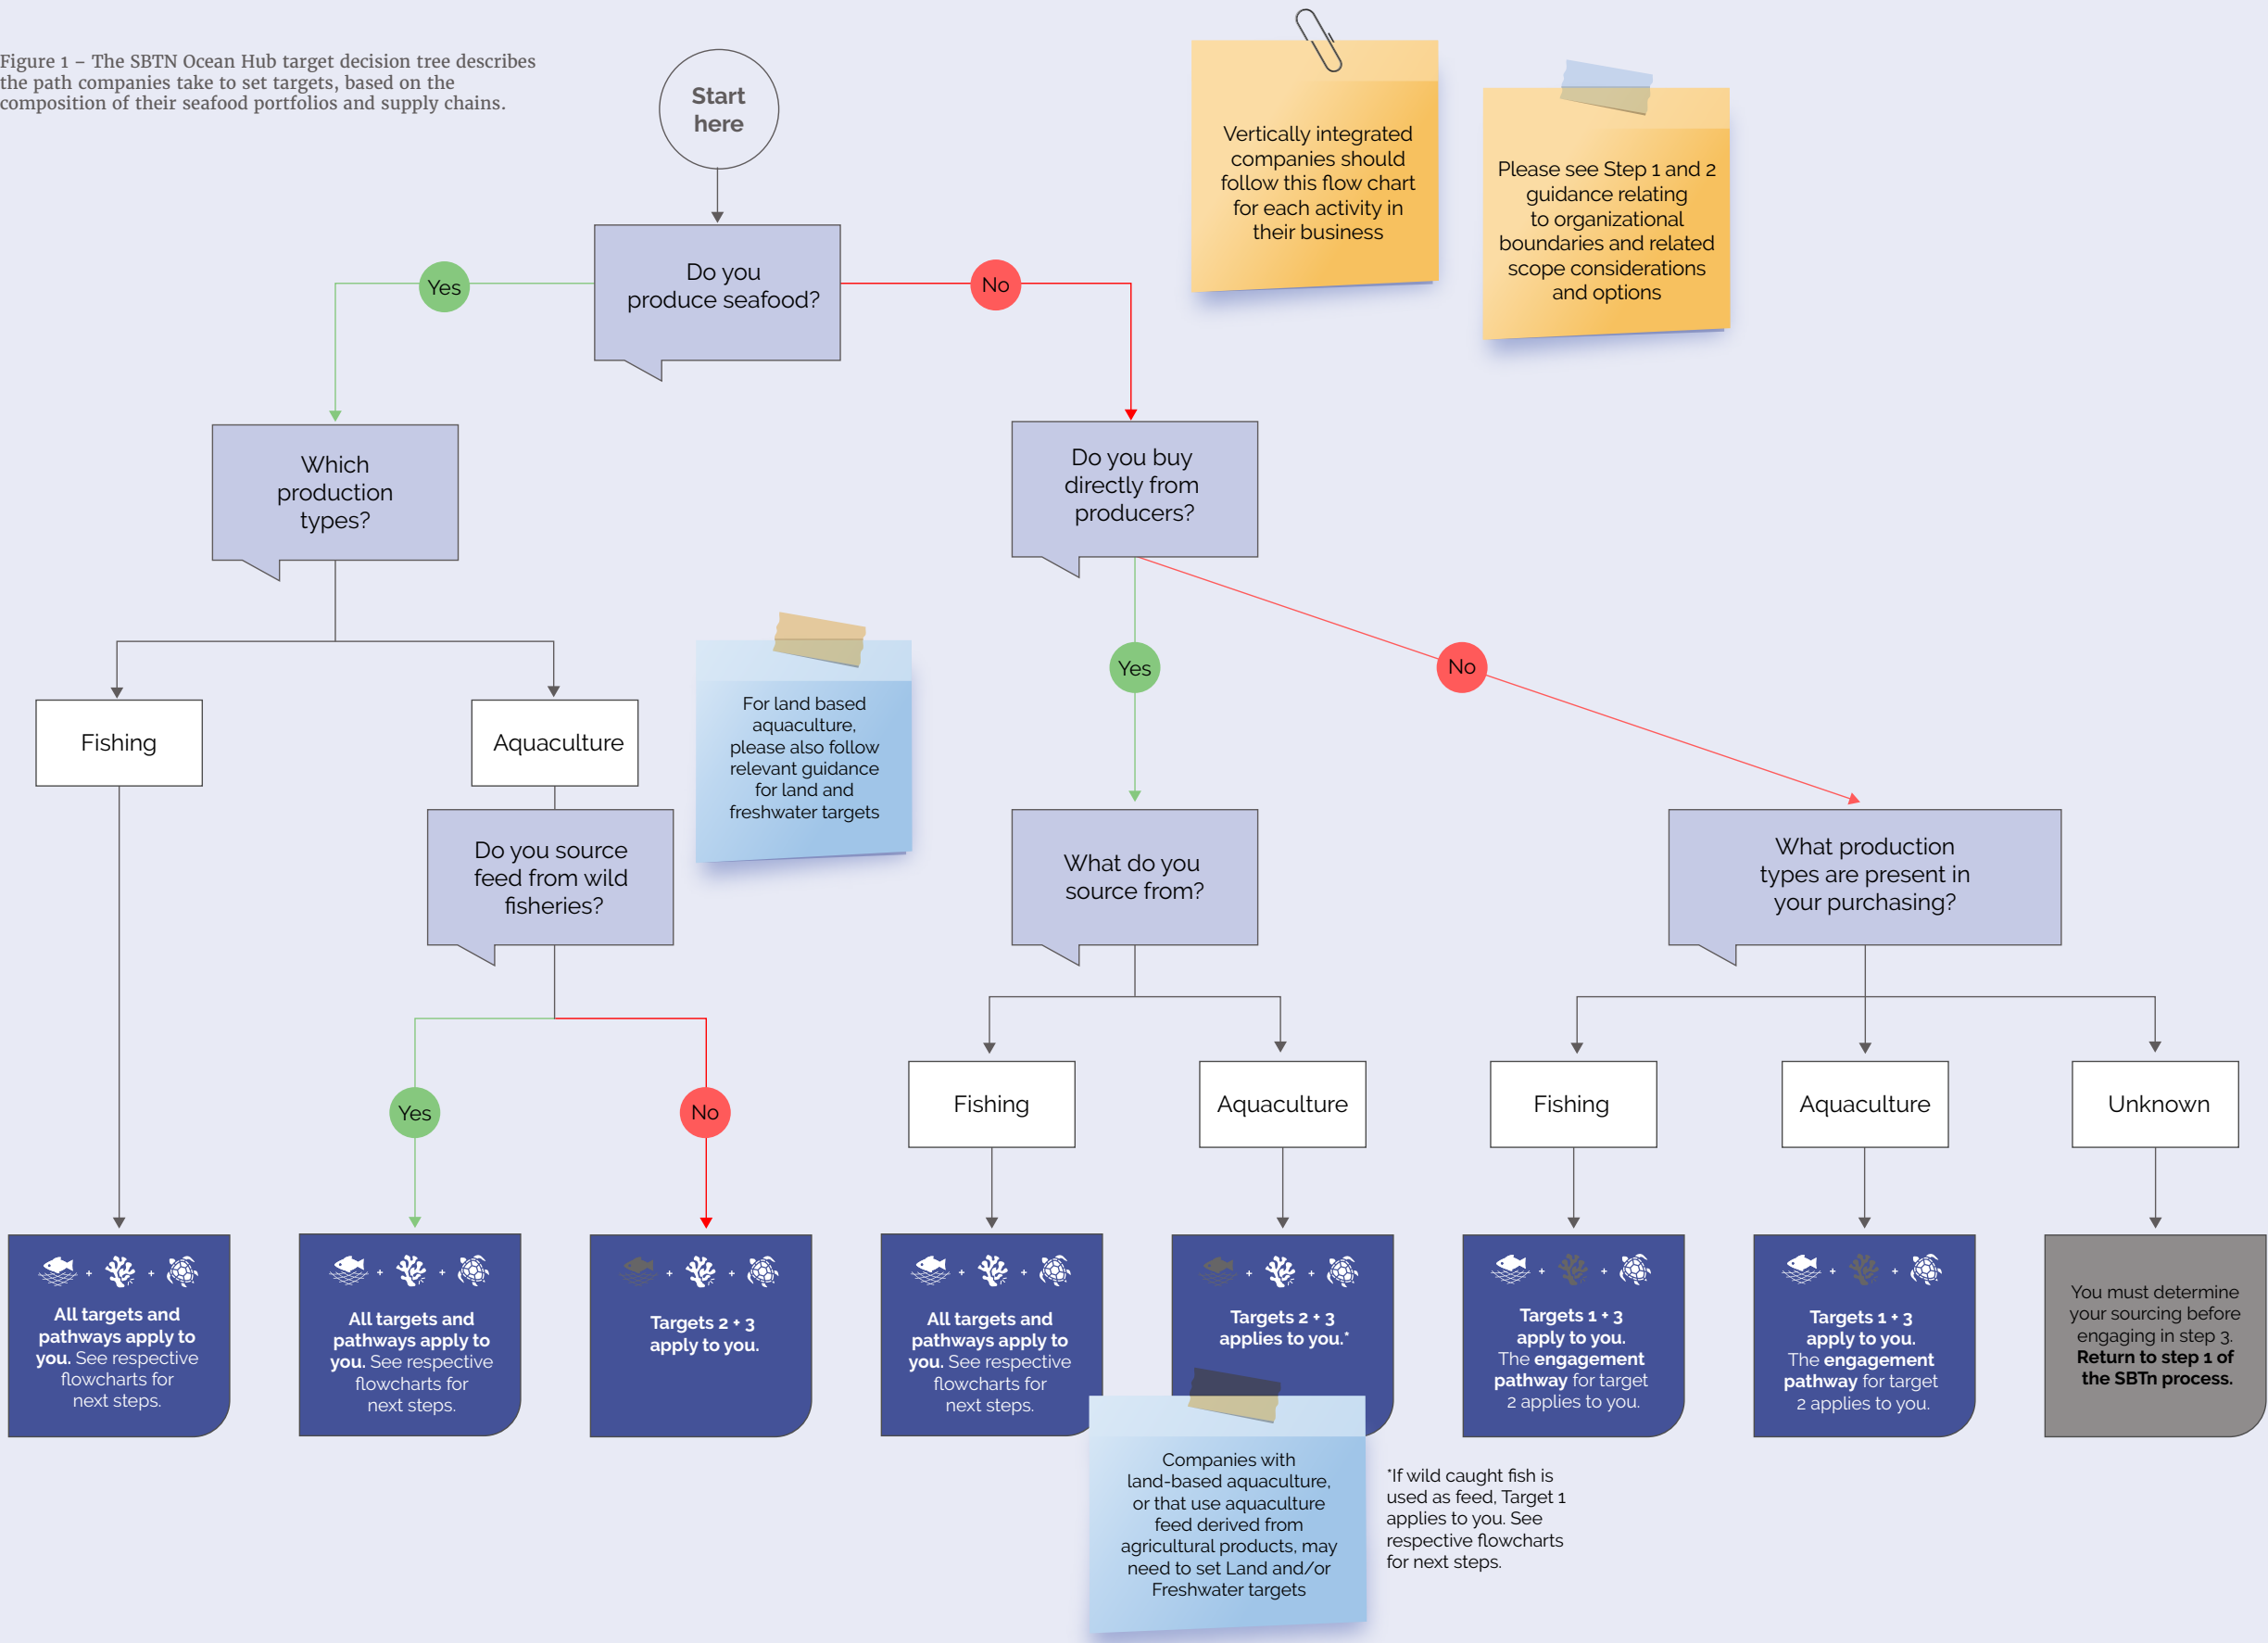 Figure 1 – The SBTN Ocean Hub target decision tree describes
the path companies take to set targets, based on the
composition of their seafood portfolios and supply chains.
Start
here
Vertically integrated
companies should
follow this flow chart
for each activity in
their business
Please see Step 1 and 2
guidance relating
to organizational
boundaries and related
scope considerations
and options
Do you
produce seafood?
Yes
No
Which
production
types?
Do you buy
directly from
producers?
Fishing
Aquaculture
For land based
aquaculture,
please also follow
relevant guidance
for land and
freshwater targets
Yes
No
Do you source
feed from wild
fisheries?
What do you
source from?
What production
types are present in
your purchasing?
Yes
No
Fishing
Aquaculture
Fishing
Aquaculture
Unknown
+ +
All targets and
pathways apply to
you. See respective
flowcharts for
next steps.
+ +
All targets and
pathways apply to
you. See respective
flowcharts for
next steps.
+ +
Targets 2 + 3
apply to you.
+ +
All targets and
pathways apply to
you. See respective
flowcharts for
next steps.
+ +
Targets 2 + 3
applies to you.*
+ +
Targets 1 + 3
apply to you.
The engagement
pathway for target
2 applies to you.
+ +
Targets 1 + 3
apply to you.
The engagement
pathway for target
2 applies to you.
You must determine
your sourcing before
engaging in step 3.
Return to step 1 of
the SBTn process.
Companies with
land-based aquaculture,
or that use aquaculture
feed derived from
agricultural products, may
need to set Land and/or
Freshwater targets
*If wild caught fish is
used as feed, Target 1
applies to you. See
respective flowcharts
for next steps.